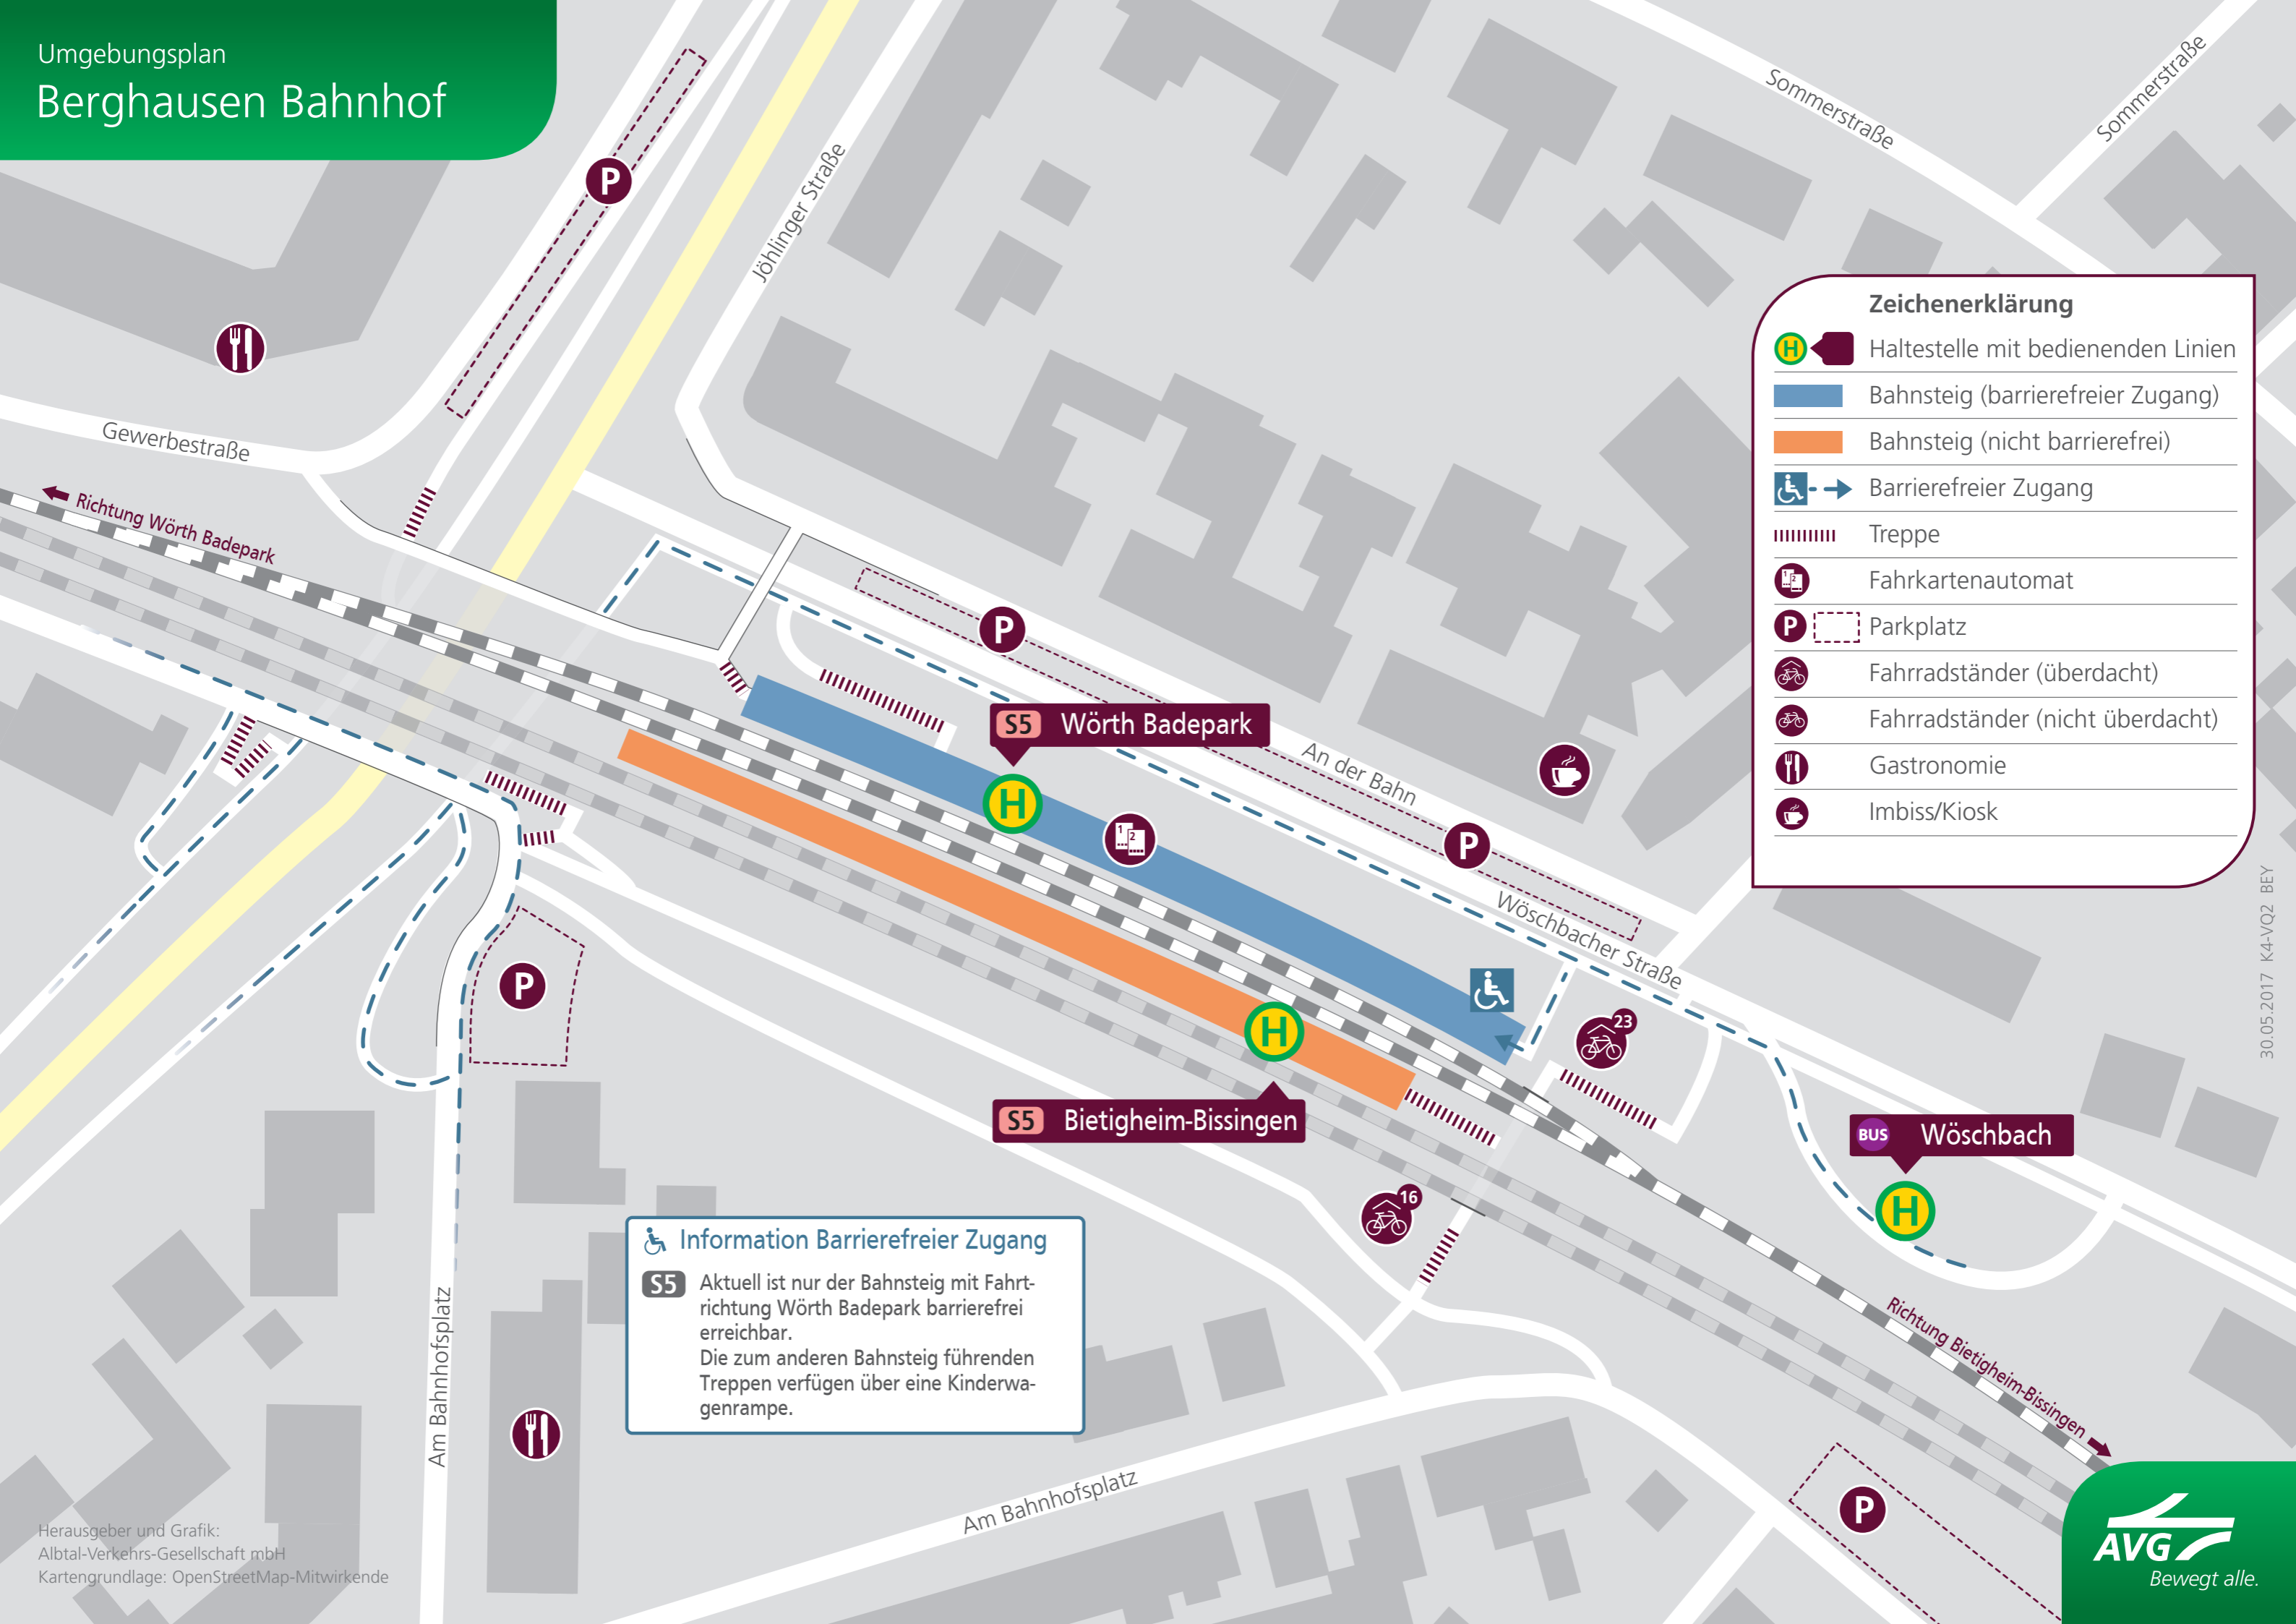 Umgebungsplan
Berghausen Bahnhof
P
Jöhlinger Straße
Sommerstraße
Sommerstraße
Gewerbestraße
Richtung Wörth Badepark
Zeichenerklärung
H Haltestelle mit bedienenden Linien
Bahnsteig (barrierefreier Zugang)
Bahnsteig (nicht barrierefrei)
Barrierefreier Zugang
Treppe
1 2 Fahrkartenautomat
P Parkplatz
Fahrradständer (überdacht)
Fahrradständer (nicht überdacht)
Gastronomie
Imbiss/Kiosk
P
S5 Wörth Badepark
H
1 2
An der Bahn
P
Wöschbacher Straße
P
23
H
S5 Bietigheim-Bissingen
BUS Wöschbach
H
16
Richtung Bietigheim-Bissingen
Information Barrierefreier Zugang
S5 Aktuell ist nur der Bahnsteig mit Fahrt-
richtung Wörth Badepark barrierefrei
erreichbar.
Die zum anderen Bahnsteig führenden
Treppen verfügen über eine Kinderwa-
genrampe.
Am Bahnhofsplatz
Am Bahnhofsplatz
P
30.05.2017 K4-VQ2 BEY
Herausgeber und Grafik:
Albtal-Verkehrs-Gesellschaft mbH
Kartengrundlage: OpenStreetMap-Mitwirkende
AVG
Bewegt alle.